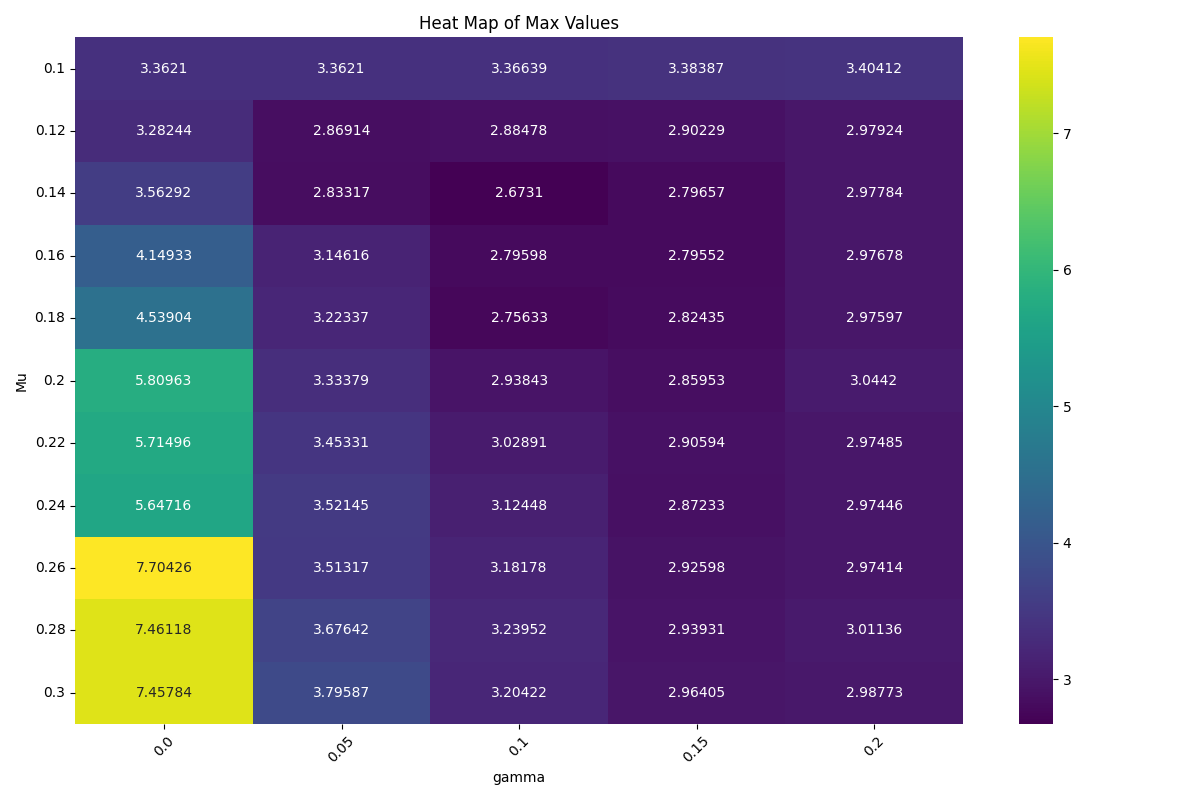 Heat Map of Max Values
0.1 3.3621 3.3621 3.36639 3.38387 3.40412
0.12 3.28244 2.86914 2.88478 2.90229 2.97924
7
0.14 3.56292 2.83317 2.6731 2.79657 2.97784
0.16 4.14933 3.14616 2.79598 2.79552 2.97678
6
0.18 4.53904 3.22337 2.75633 2.82435 2.97597
Mu
0.2 5.80963 3.33379 2.93843 2.85953 3.0442
5
0.22 5.71496 3.45331 3.02891 2.90594 2.97485
0.24 5.64716 3.52145 3.12448 2.87233 2.97446
4
0.26 7.70426 3.51317 3.18178 2.92598 2.97414
0.28 7.46118 3.67642 3.23952 2.93931 3.01136
3
0.3 7.45784 3.79587 3.20422 2.96405 2.98773
0.0 0.05 0.1 0.15 0.2
gamma